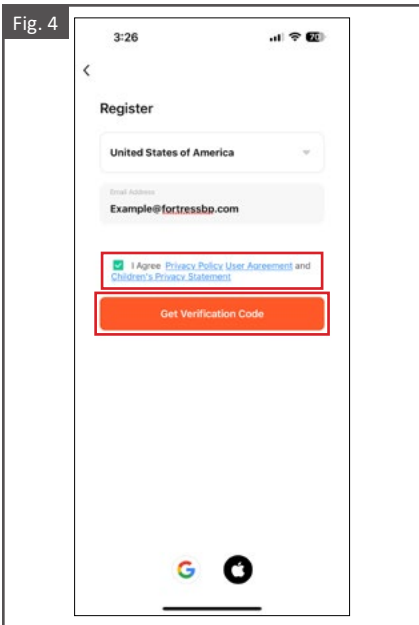 Fig. 4
3:26
70
Register
United States of America
Email Address
Example@fortressbp.com
I Agree Privacy Policy User Agreement and
Children's Privacy Statement
Get Verification Code